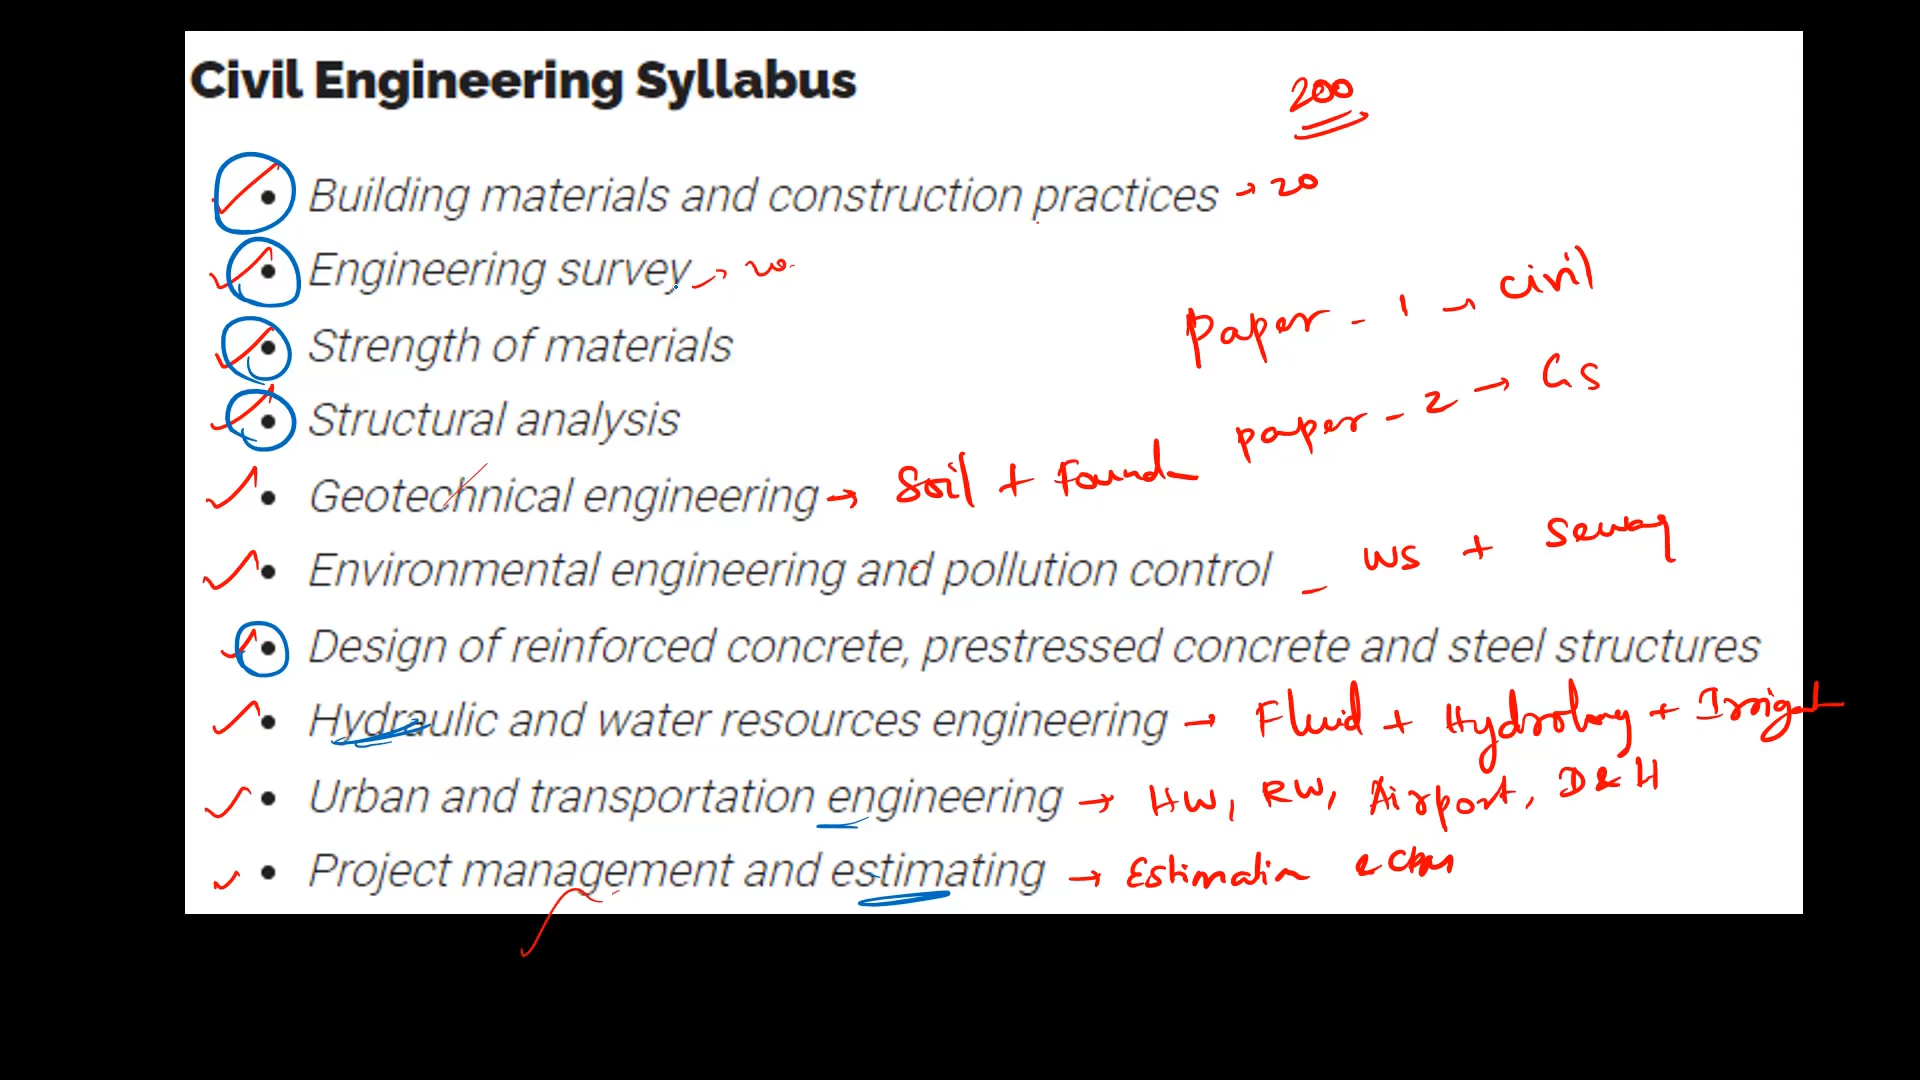 Civil Engineering Syllabus
200
• Building materials and construction practices → 20
• Engineering survey → 20
Paper - 1 → civil
• Strength of materials
paper - 2 → GS
• Structural analysis
• Geotechnical engineering → Soil + Found
• Environmental engineering and pollution control - WS + Sewag
• Design of reinforced concrete, prestressed concrete and steel structures
• Hydraulic and water resources engineering → Fluid + Hydrology + Irrigat
• Urban and transportation engineering → HW, RW, Airport, D&H
• Project management and estimating → Estimation &